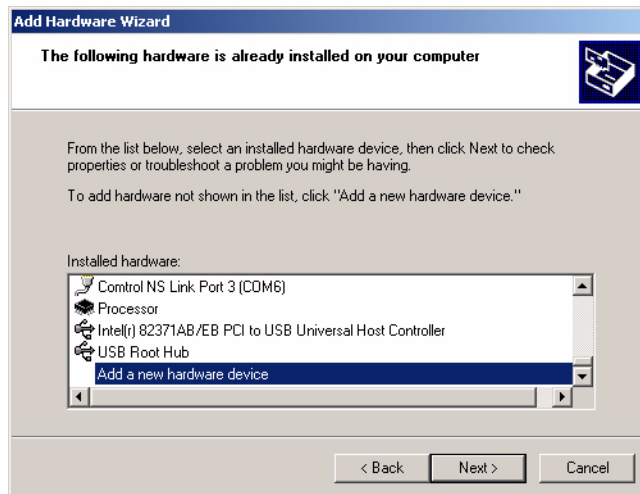 Add Hardware Wizard
The following hardware is already installed on your computer
From the list below, select an installed hardware device, then click Next to check
properties or troubleshoot a problem you might be having.
To add hardware not shown in the list, click "Add a new hardware device."
Installed hardware:
Comtrol NS Link Port 3 (COM6)
Processor
Intel(r) 82371AB/EB PCI to USB Universal Host Controller
USB Root Hub
Add a new hardware device
< Back Next > Cancel